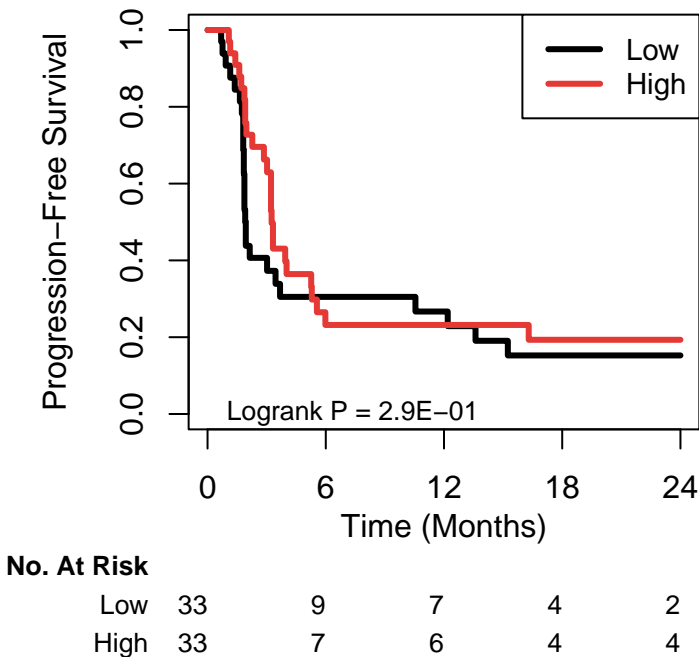 Progression−Free Survival
1.0
0.8
0.6
0.4
0.2
0.0
Low
High
Logrank P = 2.9E−01
0 6 12 18 24
Time (Months)
No. At Risk
Low 33 9 7 4 2
High 33 7 6 4 4